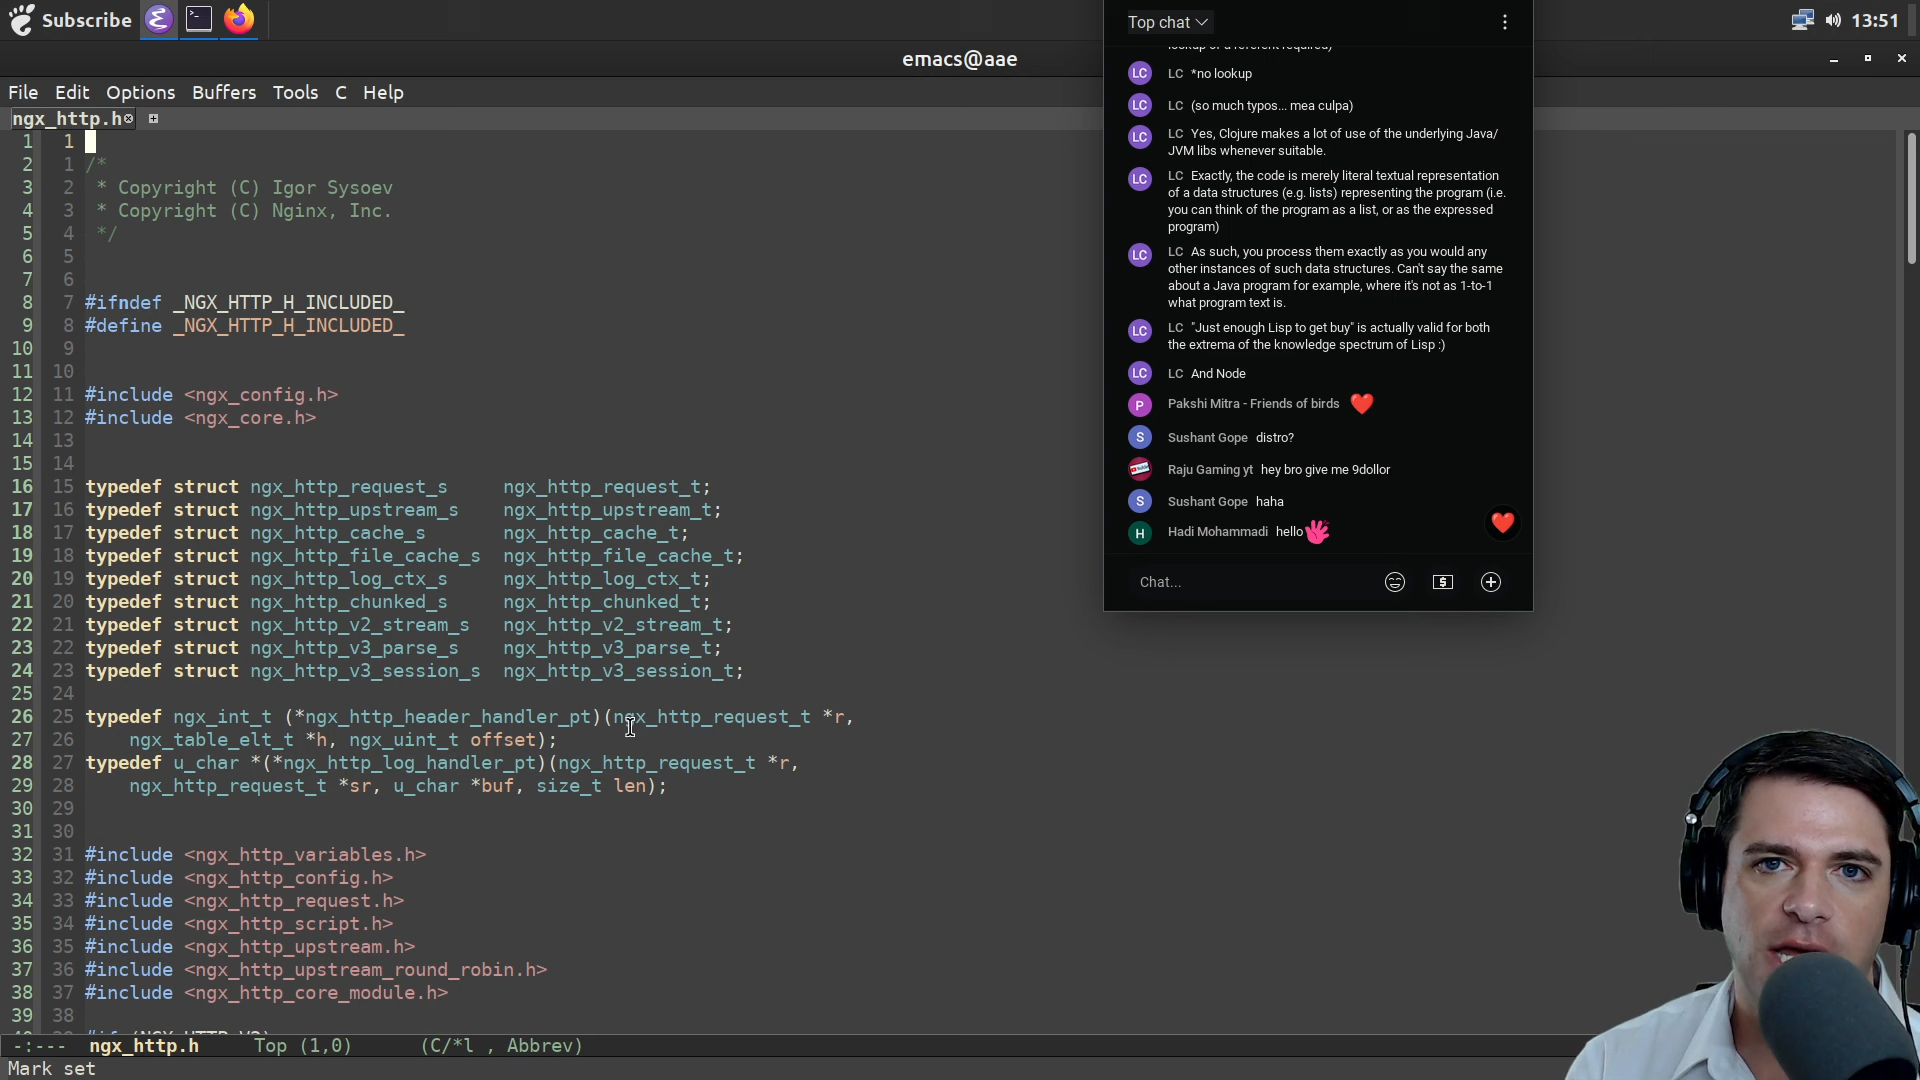 Subscribe
13:51
emacs@aae
File Edit Options Buffers Tools C Help
ngx_http.h
1 1
2 1 /*
3 2 * Copyright (C) Igor Sysoev
4 3 * Copyright (C) Nginx, Inc.
5 4 */
6 5
7 6
8 7 #ifndef _NGX_HTTP_H_INCLUDED_
9 8 #define _NGX_HTTP_H_INCLUDED_
10 9
11 10
12 11 #include <ngx_config.h>
13 12 #include <ngx_core.h>
14 13
15 14
16 15 typedef struct ngx_http_request_s ngx_http_request_t;
17 16 typedef struct ngx_http_upstream_s ngx_http_upstream_t;
18 17 typedef struct ngx_http_cache_s ngx_http_cache_t;
19 18 typedef struct ngx_http_file_cache_s ngx_http_file_cache_t;
20 19 typedef struct ngx_http_log_ctx_s ngx_http_log_ctx_t;
21 20 typedef struct ngx_http_chunked_s ngx_http_chunked_t;
22 21 typedef struct ngx_http_v2_stream_s ngx_http_v2_stream_t;
23 22 typedef struct ngx_http_v3_parse_s ngx_http_v3_parse_t;
24 23 typedef struct ngx_http_v3_session_s ngx_http_v3_session_t;
25 24
26 25 typedef ngx_int_t (*ngx_http_header_handler_pt)(ngx_http_request_t *r,
27 26 ngx_table_elt_t *h, ngx_uint_t offset);
28 27 typedef u_char *(*ngx_http_log_handler_pt)(ngx_http_request_t *r,
29 28 ngx_http_request_t *sr, u_char *buf, size_t len);
30 29
31 30
32 31 #include <ngx_http_variables.h>
33 32 #include <ngx_http_config.h>
34 33 #include <ngx_http_request.h>
35 34 #include <ngx_http_script.h>
36 35 #include <ngx_http_upstream.h>
37 36 #include <ngx_http_upstream_round_robin.h>
38 37 #include <ngx_http_core_module.h>
39 38
-:--- ngx_http.h Top (1,0) (C/*l , Abbrev)
Mark set
Top chat
LC LC *no lookup
LC LC (so much typos... mea culpa)
LC LC Yes, Clojure makes a lot of use of the underlying Java/
JVM libs whenever suitable.
LC LC Exactly, the code is merely literal textual representation
of a data structures (e.g. lists) representing the program (i.e.
you can think of the program as a list, or as the expressed
program)
LC LC As such, you process them exactly as you would any
other instances of such data structures. Can't say the same
about a Java program for example, where it's not as 1-to-1
what program text is.
LC LC "Just enough Lisp to get buy" is actually valid for both
the extrema of the knowledge spectrum of Lisp :)
LC LC And Node
P Pakshi Mitra - Friends of birds ❤️
S Sushant Gope distro?
Raju Gaming yt hey bro give me 9dollor
S Sushant Gope haha
H Hadi Mohammadi hello
Chat...